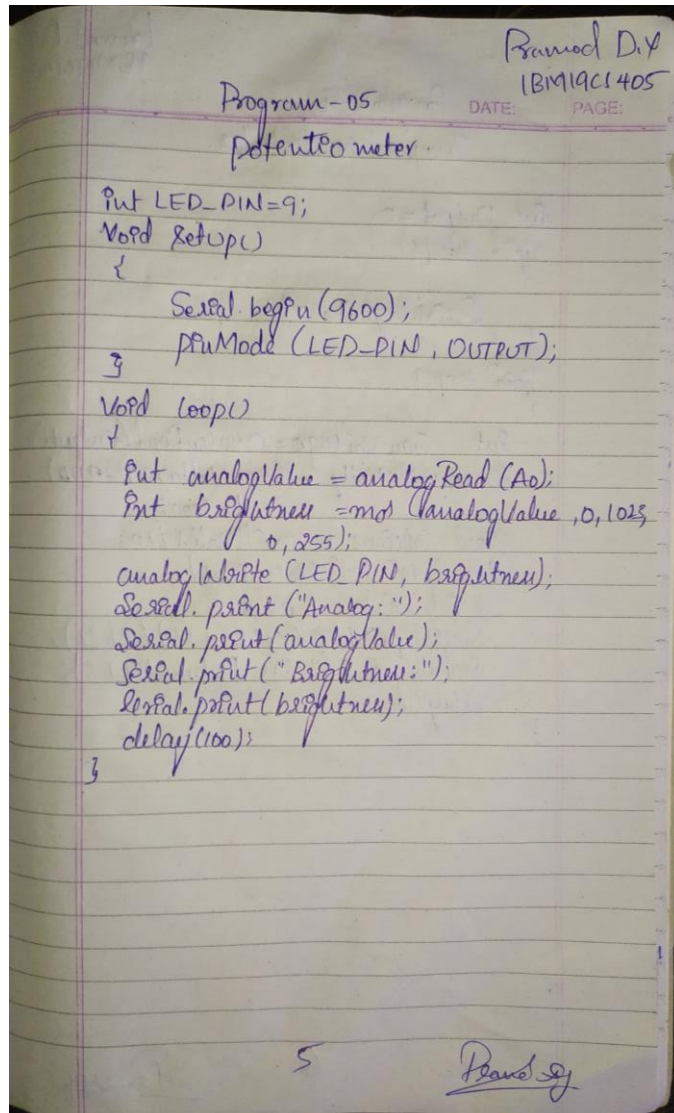 Pramod D.Y
1BM19CS405
Program-05
DATE: PAGE:
Potentiometer.
int LED_PIN=9;
Void Setup()
{
Serial.begin(9600);
pinMode (LED_PIN, OUTPUT);
}
Void loop()
{
int analogValue = analogRead (A0);
int brightness = map (analogValue, 0, 1023,
0, 255);
analogWrite (LED_PIN, brightness);
Serial.print ("Analog: ");
Serial.print(analogValue);
Serial.print(" Brightness:");
Serial.print(brightness);
delay(100);
}
5